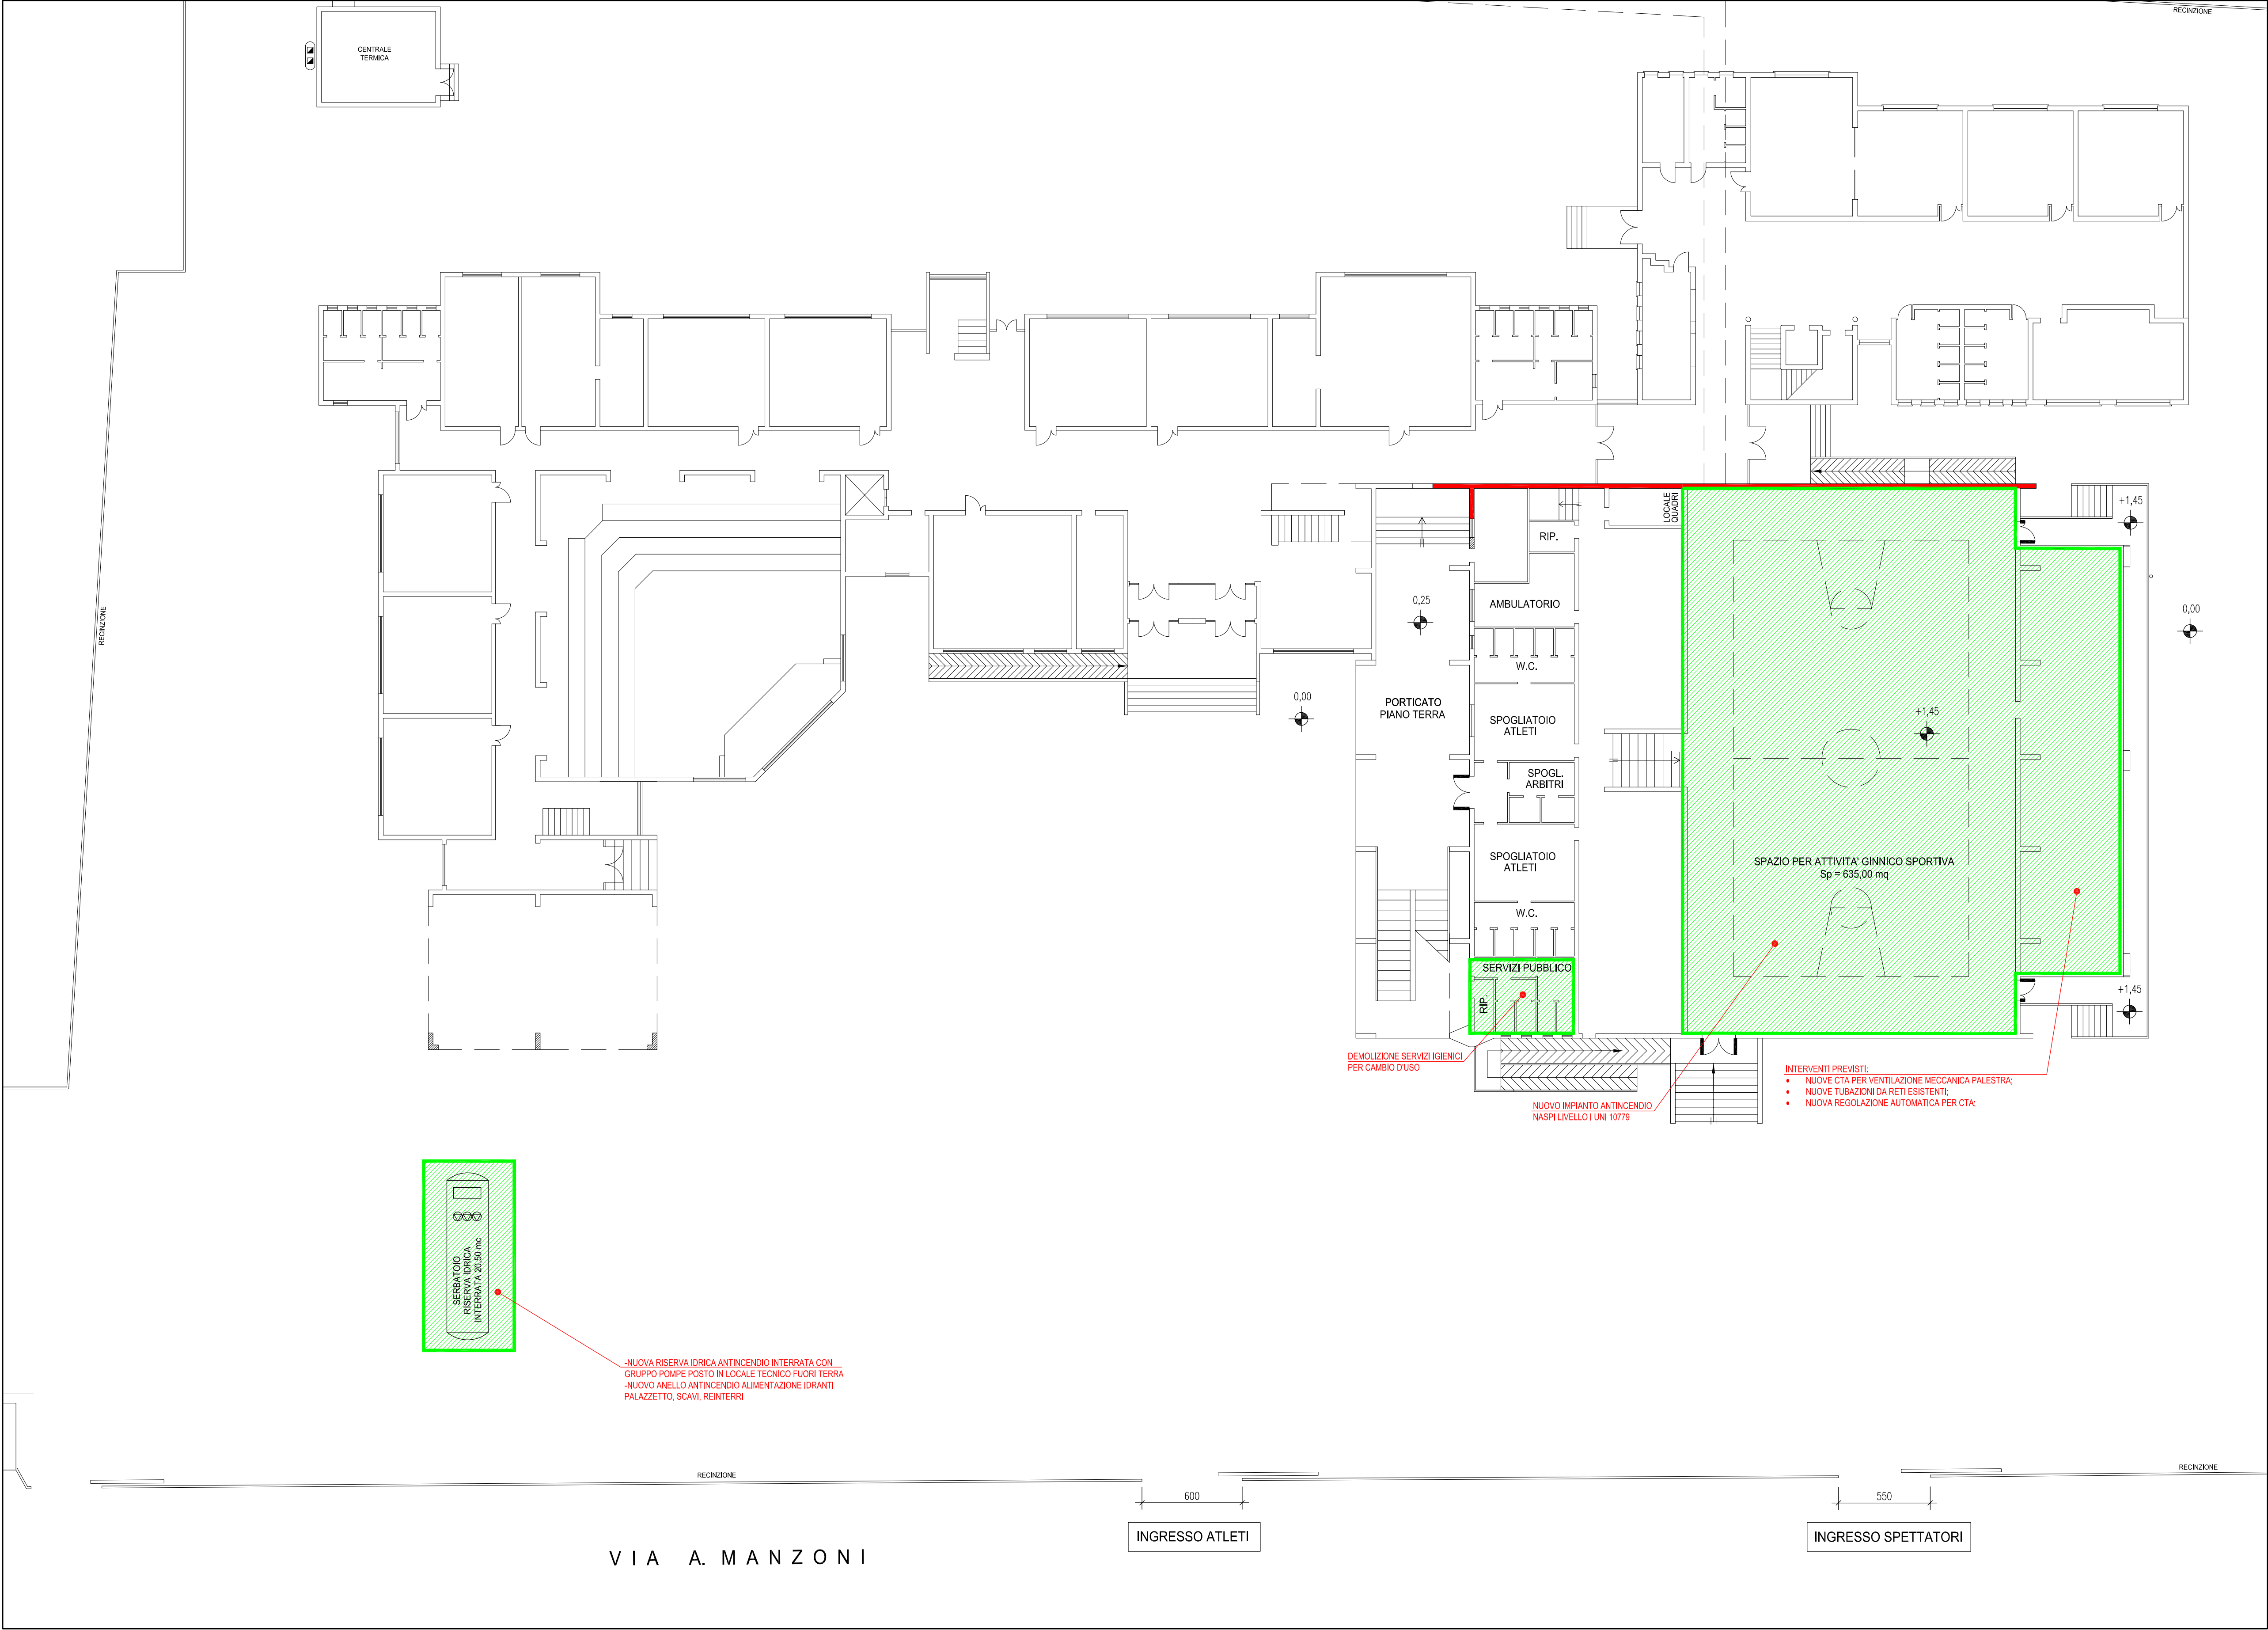 RECINZIONE
CENTRALE
TERMICA
LOCALE
QUADRI
+1,45
RIP.
0,25
AMBULATORIO
0,00
RECINZIONE
W.C.
0,00
PORTICATO
PIANO TERRA
SPOGLIATOIO
ATLETI
+1,45
SPOGL.
ARBITRI
SPOGLIATOIO
ATLETI
SPAZIO PER ATTIVITA' GINNICO SPORTIVA
Sp = 635,00 mq
W.C.
SERVIZI PUBBLICO
RIP.
+1,45
DEMOLIZIONE SERVIZI IGIENICI
PER CAMBIO D'USO
INTERVENTI PREVISTI:
• NUOVE CTA PER VENTILAZIONE MECCANICA PALESTRA;
• NUOVE TUBAZIONI DA RETI ESISTENTI;
• NUOVA REGOLAZIONE AUTOMATICA PER CTA;
NUOVO IMPIANTO ANTINCENDIO
NASPI LIVELLO I UNI 10779
SERBATOIO
RISERVA IDRICA
INTERRATA 20,50 mc
-NUOVA RISERVA IDRICA ANTINCENDIO INTERRATA CON
GRUPPO POMPE POSTO IN LOCALE TECNICO FUORI TERRA
-NUOVO ANELLO ANTINCENDIO ALIMENTAZIONE IDRANTI
PALAZZETTO, SCAVI, REINTERRI
RECINZIONE
RECINZIONE
600
550
INGRESSO ATLETI
INGRESSO SPETTATORI
VIA A. MANZONI